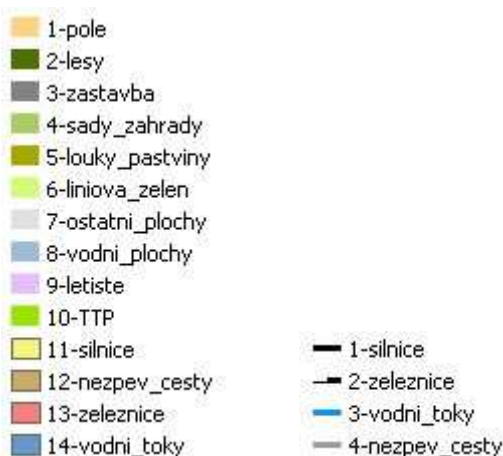 1-pole
2-lesy
3-zastavba
4-sady_zahrady
5-louky_pastviny
6-liniova_zelen
7-ostatni_plochy
8-vodni_plochy
9-letiste
10-TTP
11-silnice
12-nezpev_cesty
13-zeleznice
14-vodni_toky
1-silnice
2-zeleznice
3-vodni_toky
4-nezpev_cesty